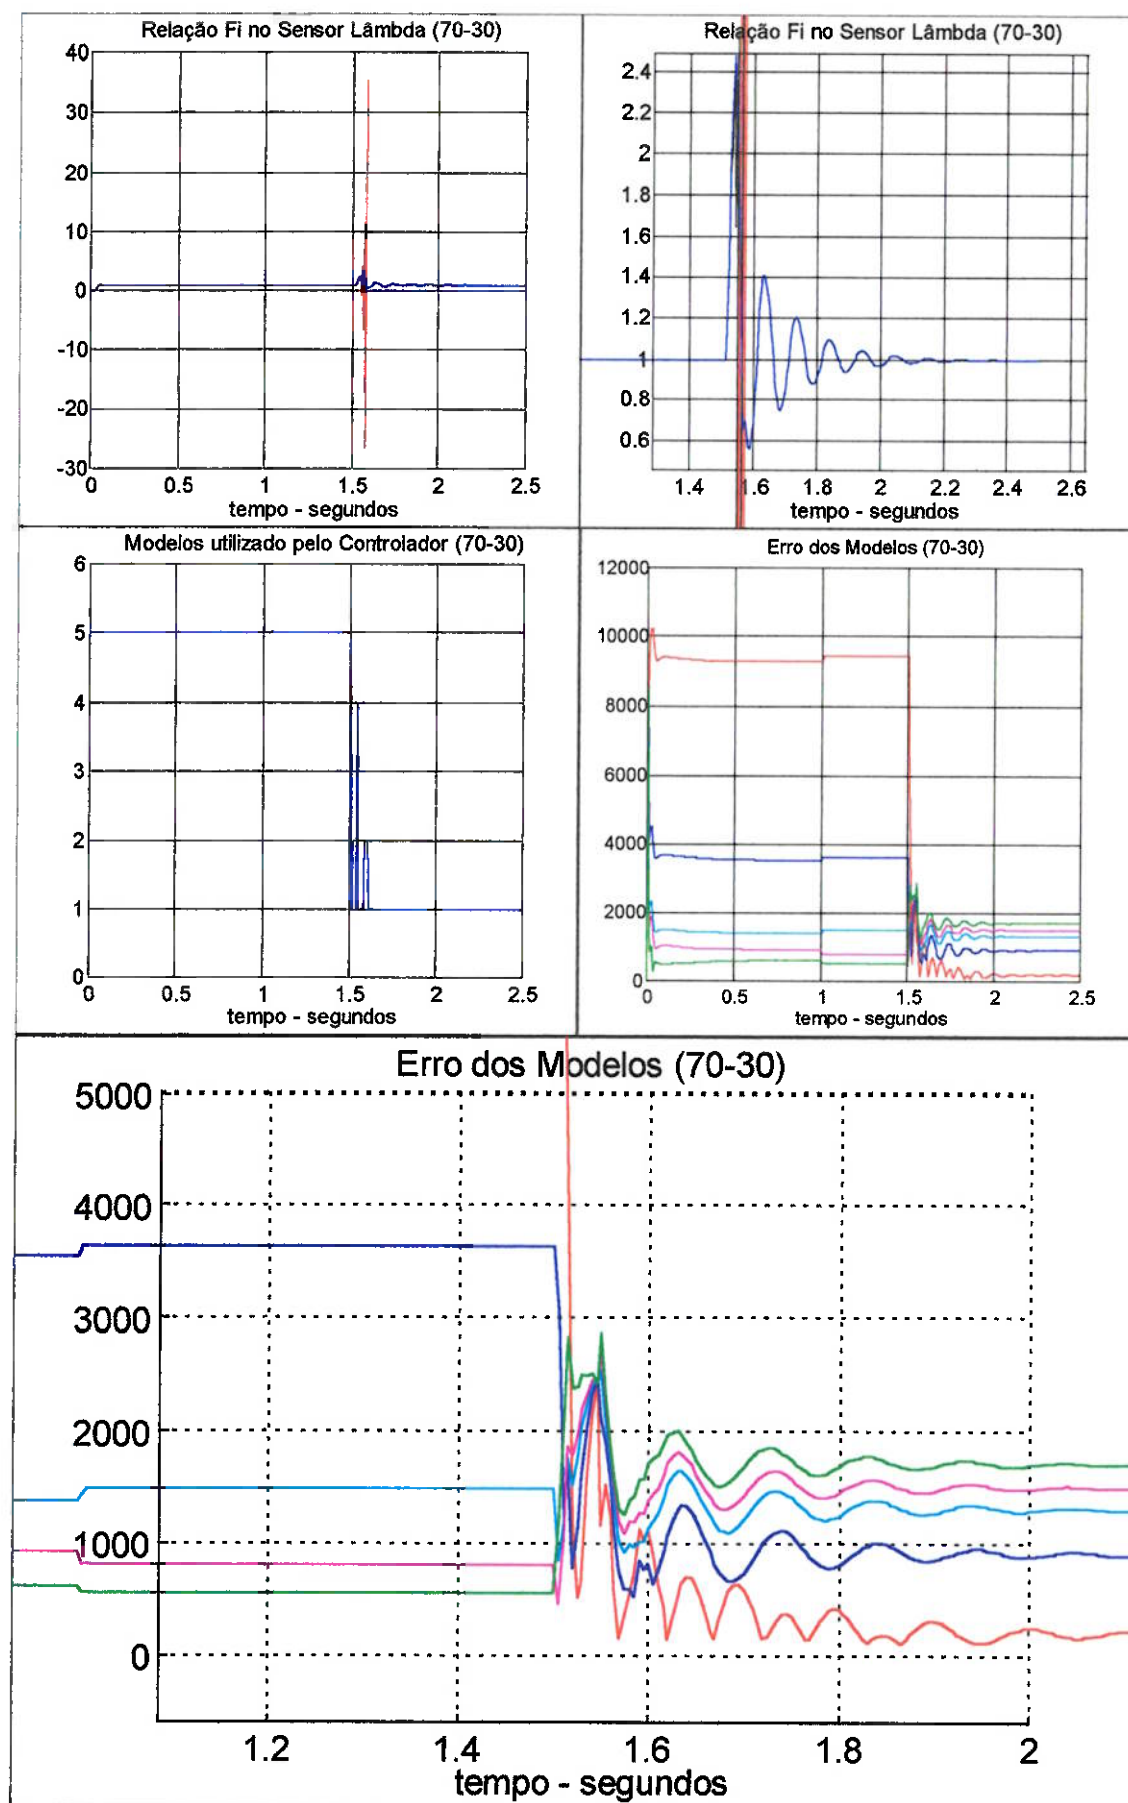 Relação Fi no Sensor Lâmbda (70-30)
40
30
20
10
0
-10
-20
-30
0 0.5 1 1.5 2 2.5
tempo - segundos
Relação Fi no Sensor Lâmbda (70-30)
2.4
2.2
2
1.8
1.6
1.4
1.2
1
0.8
0.6
1.4 1.6 1.8 2 2.2 2.4 2.6
tempo - segundos
Modelos utilizado pelo Controlador (70-30)
6
5
4
3
2
1
0
0 0.5 1 1.5 2 2.5
tempo - segundos
Erro dos Modelos (70-30)
12000
10000
8000
6000
4000
2000
0
0 0.5 1 1.5 2 2.5
tempo - segundos
Erro dos Modelos (70-30)
5000
4000
3000
2000
1000
0
1.2 1.4 1.6 1.8 2
tempo - segundos